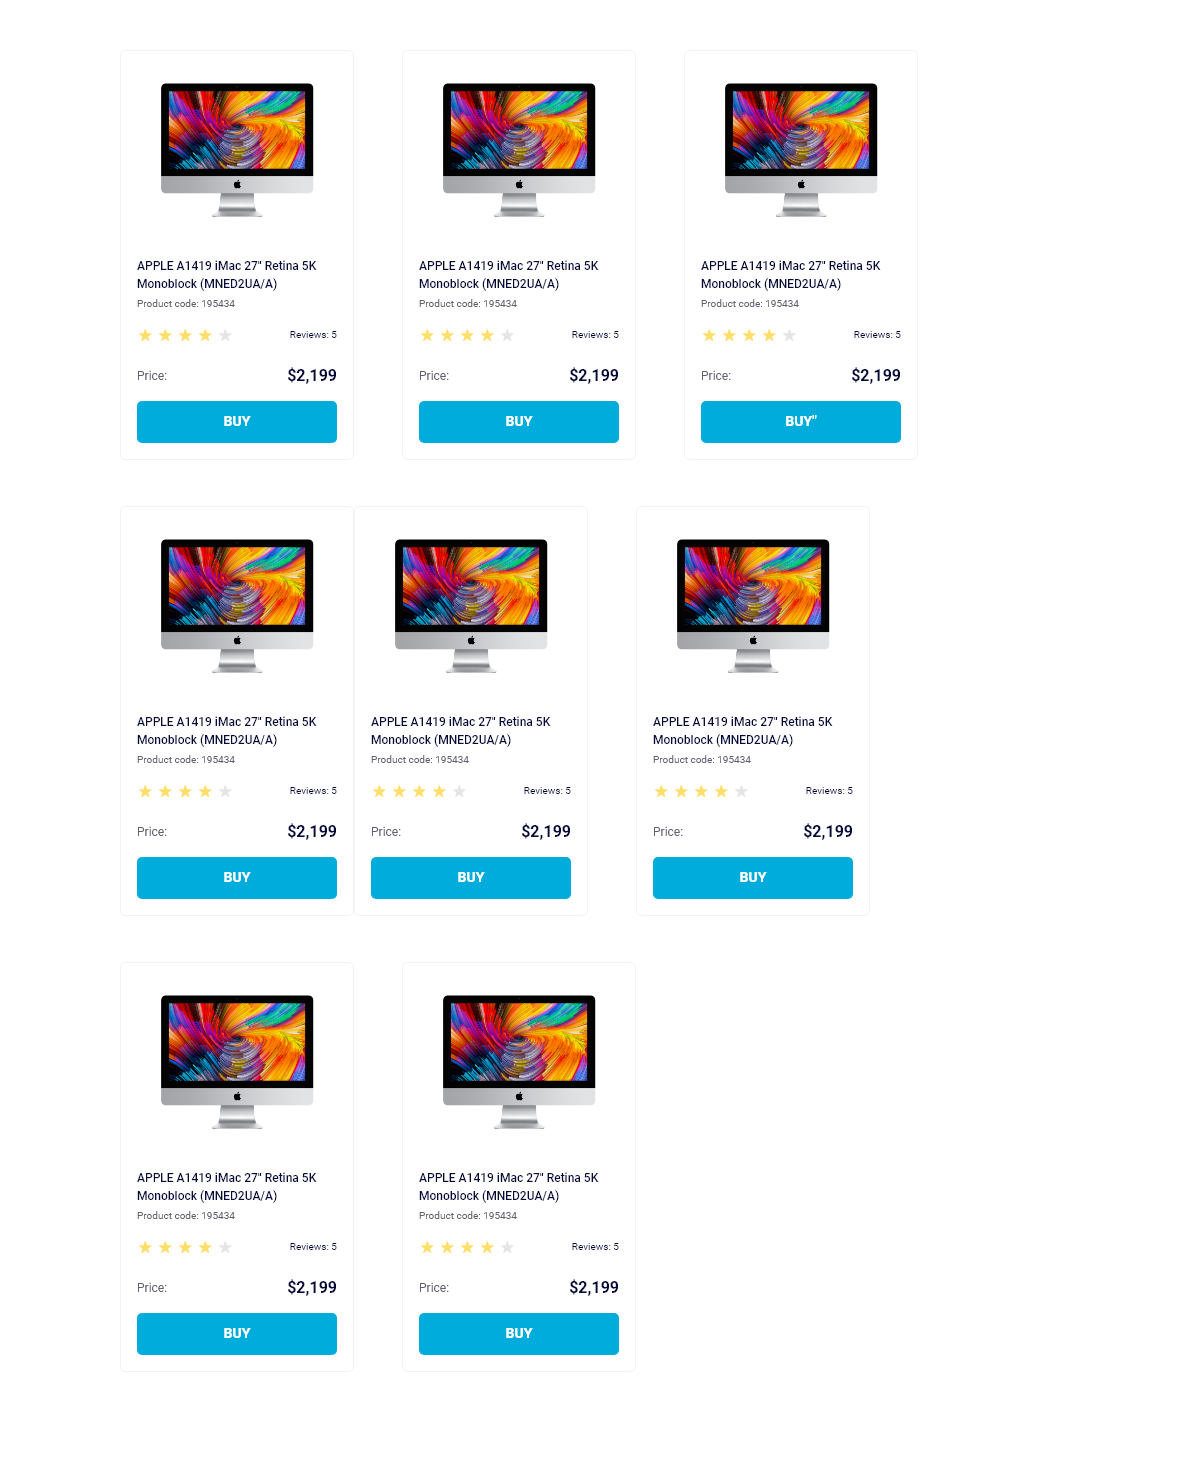 APPLE A1419 iMac 27" Retina 5K
Monoblock (MNED2UA/A)
Product code: 195434
Reviews: 5
Price: $2,199
BUY
APPLE A1419 iMac 27" Retina 5K
Monoblock (MNED2UA/A)
Product code: 195434
Reviews: 5
Price: $2,199
BUY
APPLE A1419 iMac 27" Retina 5K
Monoblock (MNED2UA/A)
Product code: 195434
Reviews: 5
Price: $2,199
BUY"
APPLE A1419 iMac 27" Retina 5K
Monoblock (MNED2UA/A)
Product code: 195434
Reviews: 5
Price: $2,199
BUY
APPLE A1419 iMac 27" Retina 5K
Monoblock (MNED2UA/A)
Product code: 195434
Reviews: 5
Price: $2,199
BUY
APPLE A1419 iMac 27" Retina 5K
Monoblock (MNED2UA/A)
Product code: 195434
Reviews: 5
Price: $2,199
BUY
APPLE A1419 iMac 27" Retina 5K
Monoblock (MNED2UA/A)
Product code: 195434
Reviews: 5
Price: $2,199
BUY
APPLE A1419 iMac 27" Retina 5K
Monoblock (MNED2UA/A)
Product code: 195434
Reviews: 5
Price: $2,199
BUY